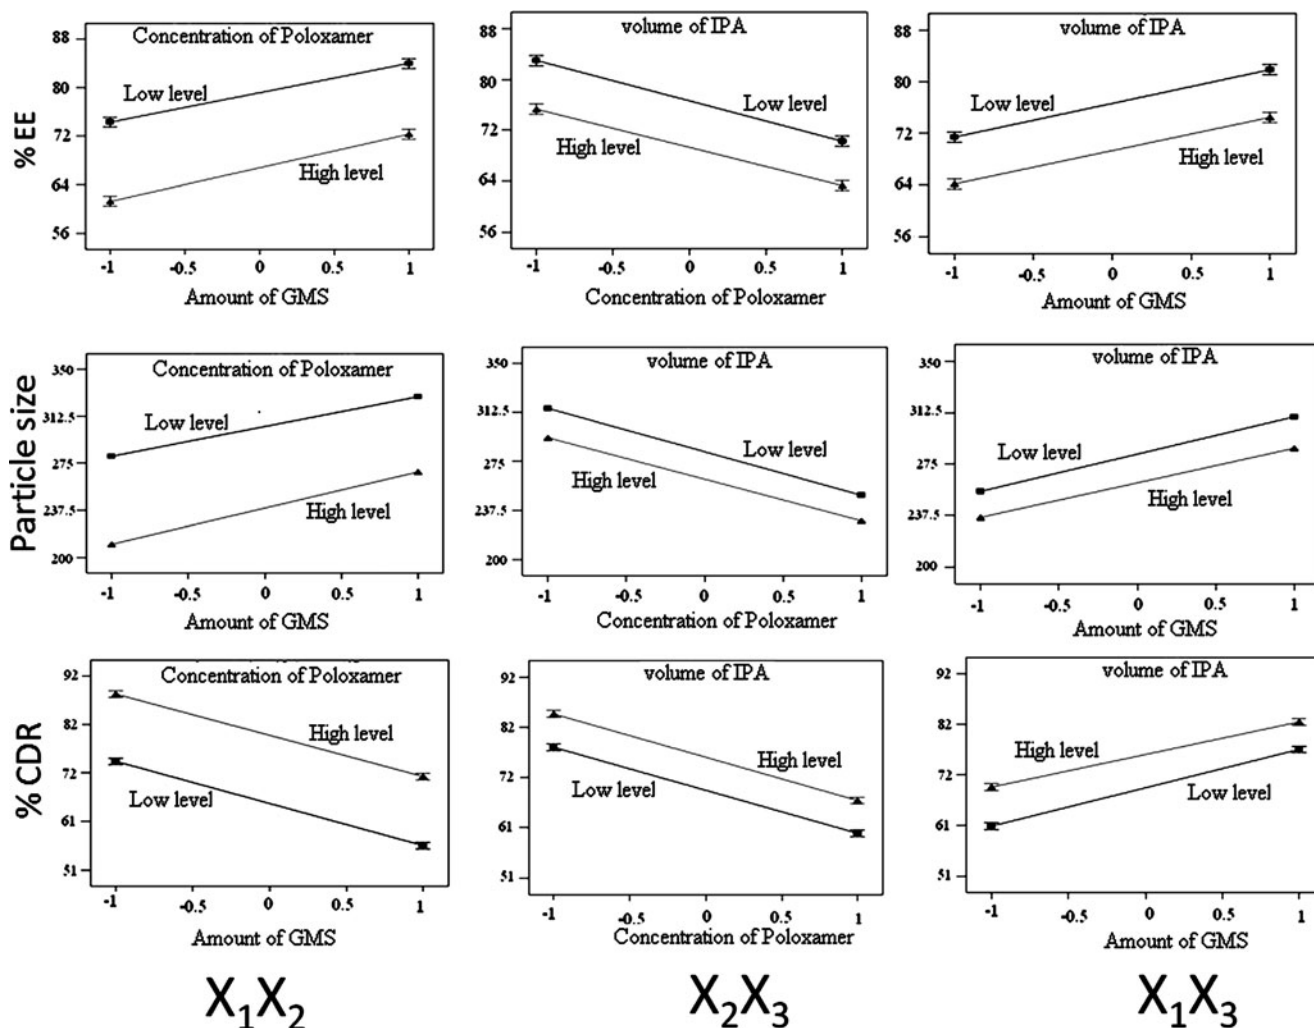 % EE
Concentration of Poloxamer
88
80
72
64
56
Low level
High level
-1
-0.5
0
0.5
1
Amount of GMS
volume of IPA
88
80
72
64
56
Low level
High level
-1
-0.5
0
0.5
1
Concentration of Poloxamer
volume of IPA
88
80
72
64
56
Low level
High level
-1
-0.5
0
0.5
1
Amount of GMS
Particle size
Concentration of Poloxamer
350
312.5
275
237.5
200
Low level
High level
-1
-0.5
0
0.5
1
Amount of GMS
volume of IPA
350
312.5
275
237.5
200
Low level
High level
-1
-0.5
0
0.5
1
Concentration of Poloxamer
volume of IPA
350
312.5
275
237.5
200
Low level
High level
-1
-0.5
0
0.5
1
Amount of GMS
% CDR
Concentration of Poloxamer
92
82
72
61
51
High level
Low level
-1
-0.5
0
0.5
1
Amount of GMS
volume of IPA
92
82
72
61
51
High level
Low level
-1
-0.5
0
0.5
1
Concentration of Poloxamer
volume of IPA
92
82
72
61
51
High level
Low level
-1
-0.5
0
0.5
1
Amount of GMS
X₁X₂
X₂X₃
X₁X₃